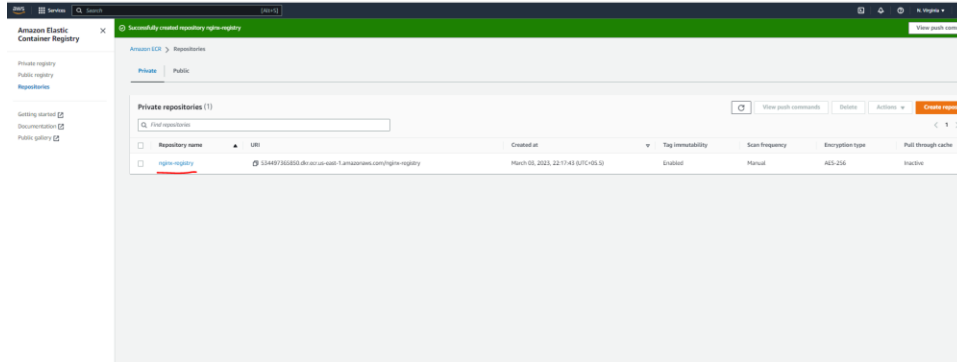 aws Services Search [Alt+S] N. Virginia
Amazon Elastic Container Registry
Private registry
Public registry
Repositories
Getting started
Documentation
Public gallery
Successfully created repository nginx-registry
View push com
Amazon ECR > Repositories
Private Public
Private repositories (1)
View push commands Delete Actions Create repos
Find repositories
1
Repository name URI Created at Tag immutability Scan frequency Encryption type Pull through cache
nginx-registry 534497365850.dkr.ecr.us-east-1.amazonaws.com/nginx-registry March 03, 2023, 22:17:43 (UTC+05.5) Enabled Manual AES-256 Inactive